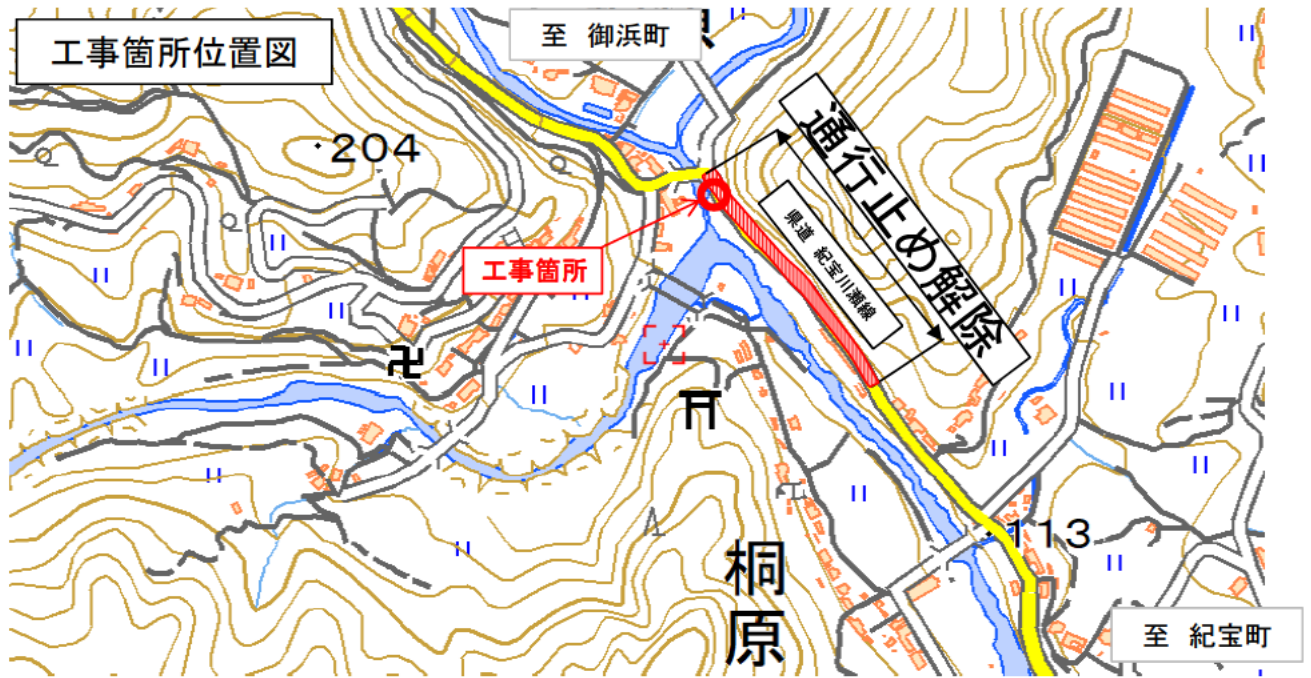 工事箇所位置図
至 御浜町
204
通行止め解除
県道 紀宝川瀬線
工事箇所
113
桐原
至 紀宝町